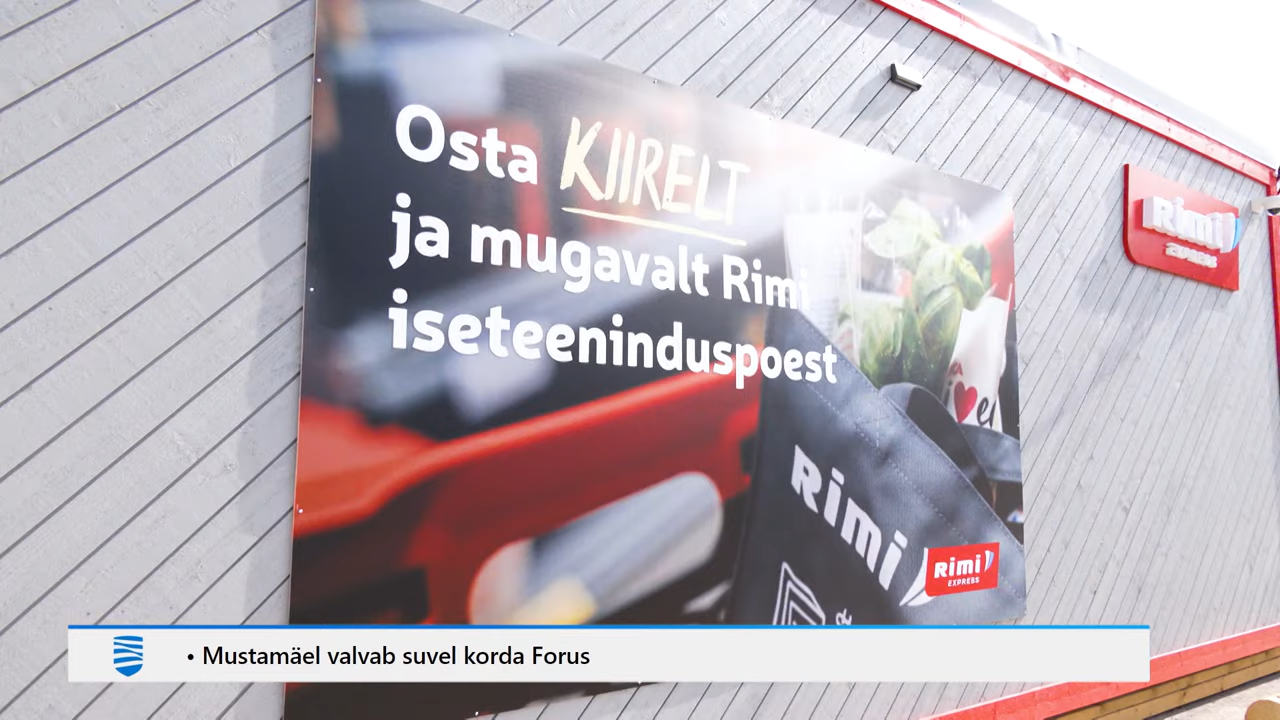 Osta KIIRELT
ja mugavalt Rimi
iseteeninduspoest
Rimi
EXPRESS
Rimi
Rimi
EXPRESS
• Mustamäel valvab suvel korda Forus